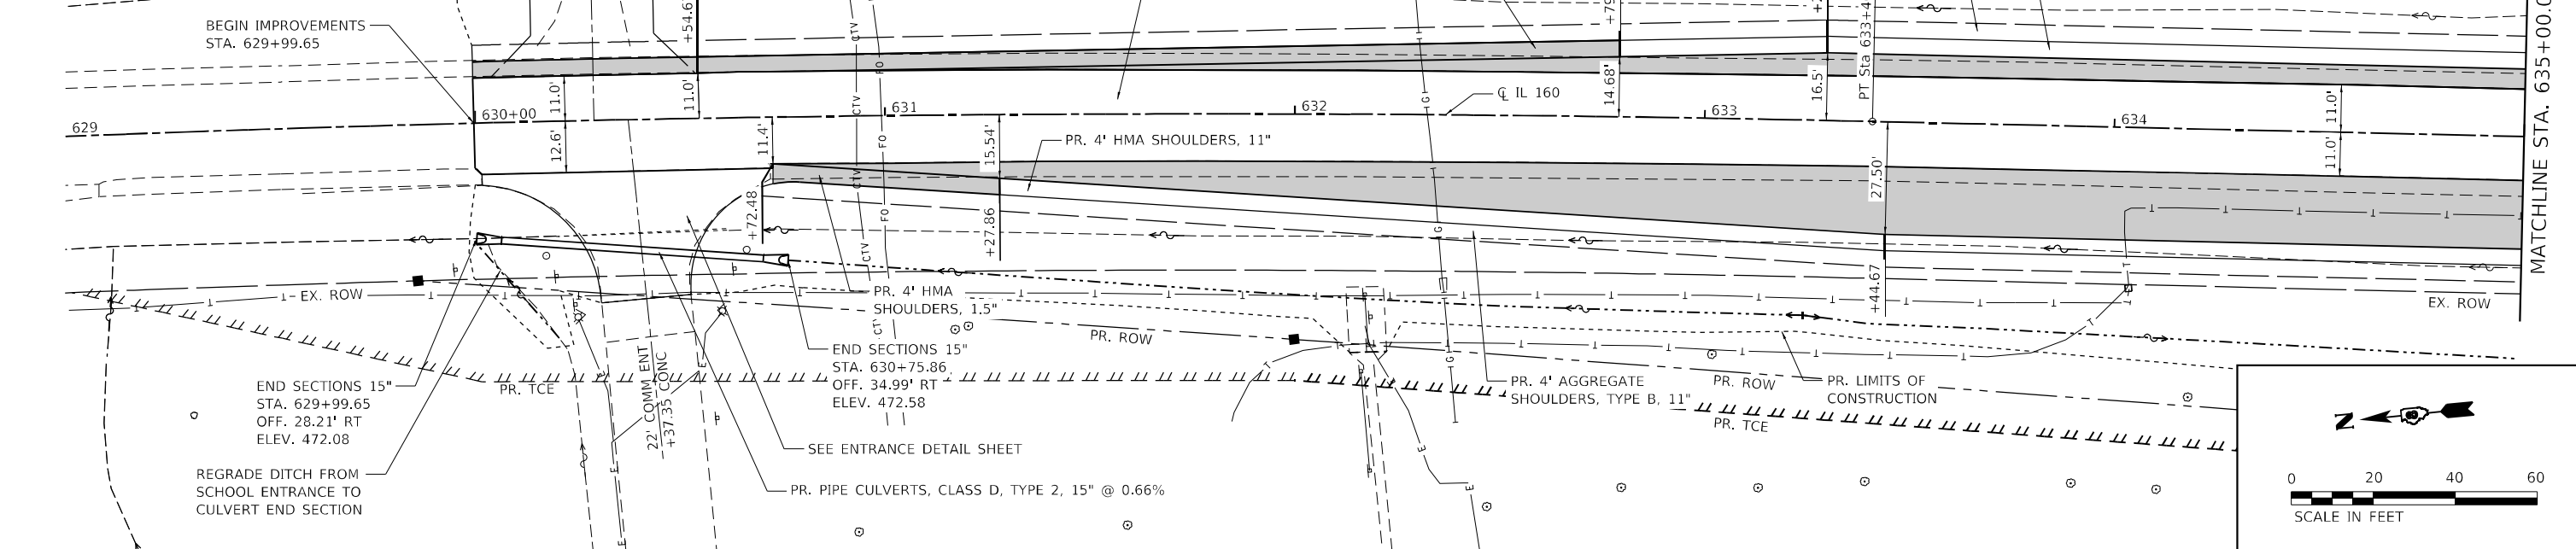 BEGIN IMPROVEMENTS
STA. 629+99.65
629
630+00
631
632
633
634
11.0'
12.6'
11.0'
11.4'
+72.48
15.54'
+27.86
14.68'
16.5'
PT Sta 633+4
27.50'
+44.67
11.0'
11.0'
℄ IL 160
PR. 4' HMA SHOULDERS, 11"
MATCHLINE STA. 635+00.0
CTV
CTV
CTV
CTV
FO
FO
FO
G
G
G
EX. ROW
EX. ROW
PR. 4' HMA
SHOULDERS, 1.5"
PR. ROW
PR. ROW
END SECTIONS 15"
STA. 630+75.86
OFF. 34.99' RT
ELEV. 472.58
END SECTIONS 15"
STA. 629+99.65
OFF. 28.21' RT
ELEV. 472.08
PR. TCE
PR. TCE
22' COMM ENT
+37.35 CONC
PR. 4' AGGREGATE
SHOULDERS, TYPE B, 11"
PR. LIMITS OF
CONSTRUCTION
SEE ENTRANCE DETAIL SHEET
REGRADE DITCH FROM
SCHOOL ENTRANCE TO
CULVERT END SECTION
PR. PIPE CULVERTS, CLASS D, TYPE 2, 15" @ 0.66%
E
E
E
E
N
0 20 40 60
SCALE IN FEET